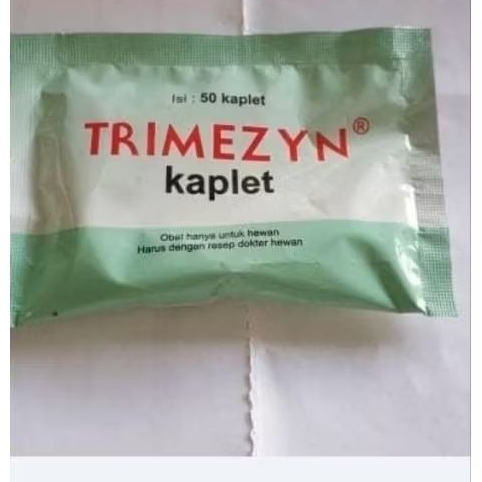 Isi : 50 kaplet
TRIMEZYN®
kaplet
Obat hanya untuk hewan
Harus dengan resep dokter hewan